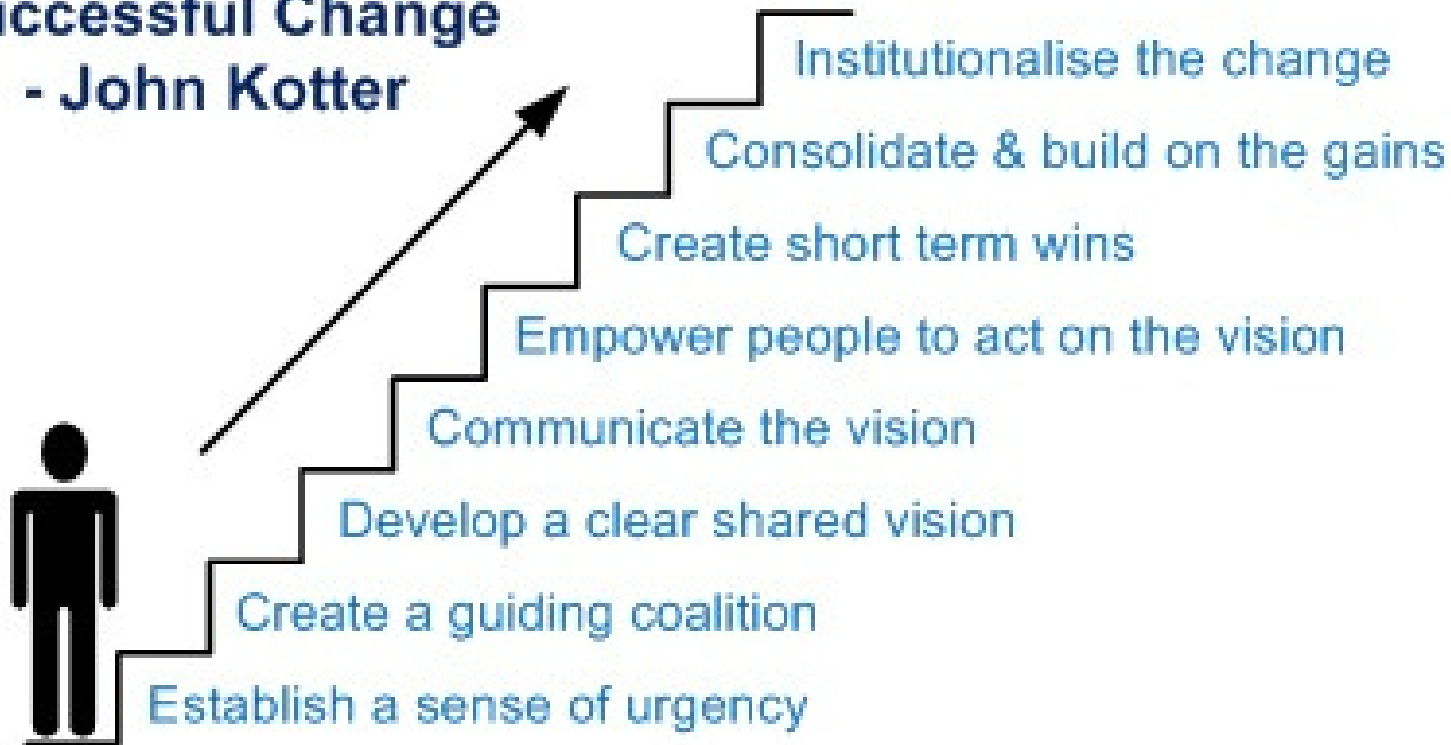 uccessful Change
- John Kotter
Institutionalise the change
Consolidate & build on the gains
Create short term wins
Empower people to act on the vision
Communicate the vision
Develop a clear shared vision
Create a guiding coalition
Establish a sense of urgency